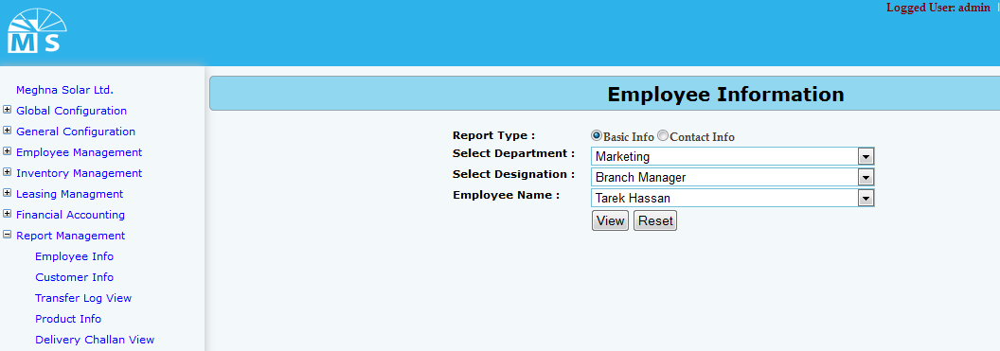 Logged User: admin
MS
Meghna Solar Ltd.
Global Configuration
General Configuration
Employee Management
Inventory Management
Leasing Managment
Financial Accounting
Report Management
Employee Info
Customer Info
Transfer Log View
Product Info
Delivery Challan View
Employee Information
Report Type : Basic Info Contact Info
Select Department : Marketing
Select Designation : Branch Manager
Employee Name : Tarek Hassan
View Reset